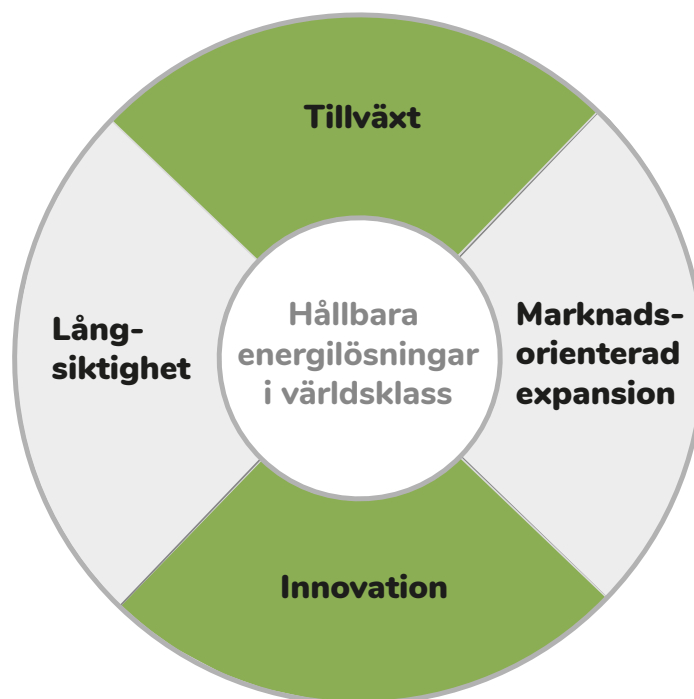 Tillväxt
Lång-
siktighet
Hållbara
energilösningar
i världsklass
Marknads-
orienterad
expansion
Innovation